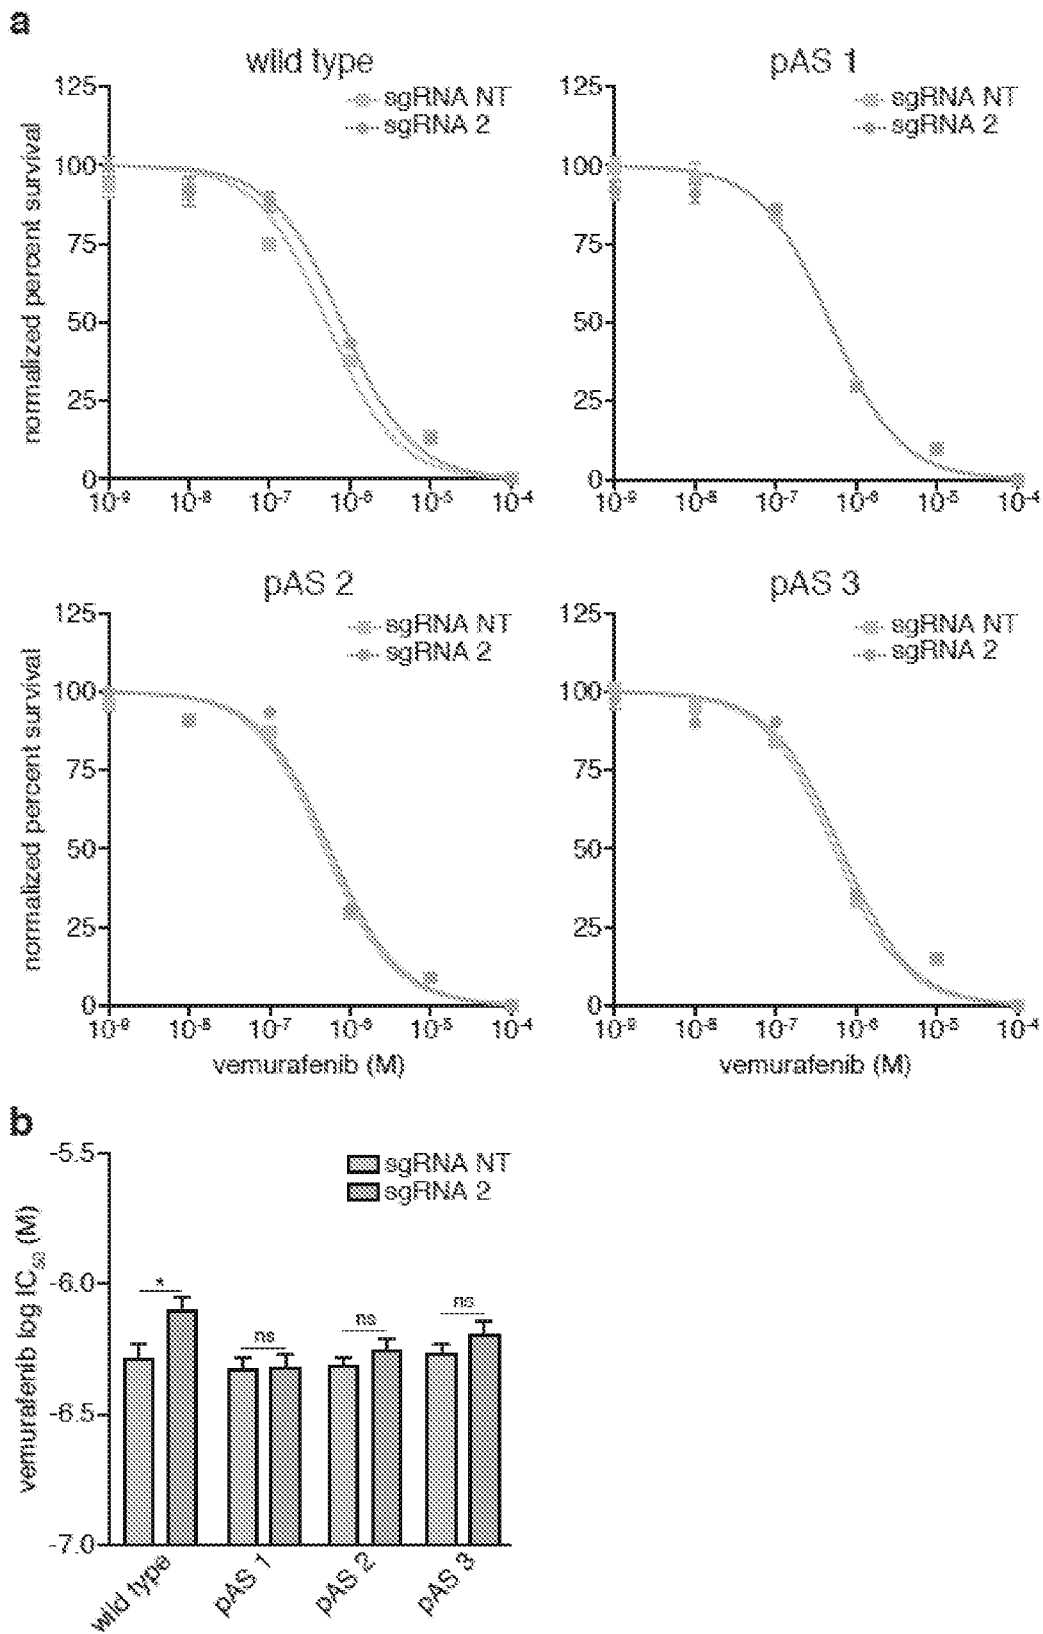 a
wild type
125
100
75
50
25
0
normalized percent survival
sgRNA NT
sgRNA 2
10-9 10-8 10-7 10-6 10-5 10-4
pAS 1
125
100
75
50
25
0
sgRNA NT
sgRNA 2
10-9 10-8 10-7 10-6 10-5 10-4
pAS 2
125
100
75
50
25
0
normalized percent survival
sgRNA NT
sgRNA 2
10-9 10-8 10-7 10-6 10-5 10-4
vemurafenib (M)
pAS 3
125
100
75
50
25
0
sgRNA NT
sgRNA 2
10-9 10-8 10-7 10-6 10-5 10-4
vemurafenib (M)
b
-5.5
-6.0
-6.5
-7.0
vemurafenib log IC50 (M)
sgRNA NT
sgRNA 2
*
ns
ns
ns
wild type
pAS 1
pAS 2
pAS 3